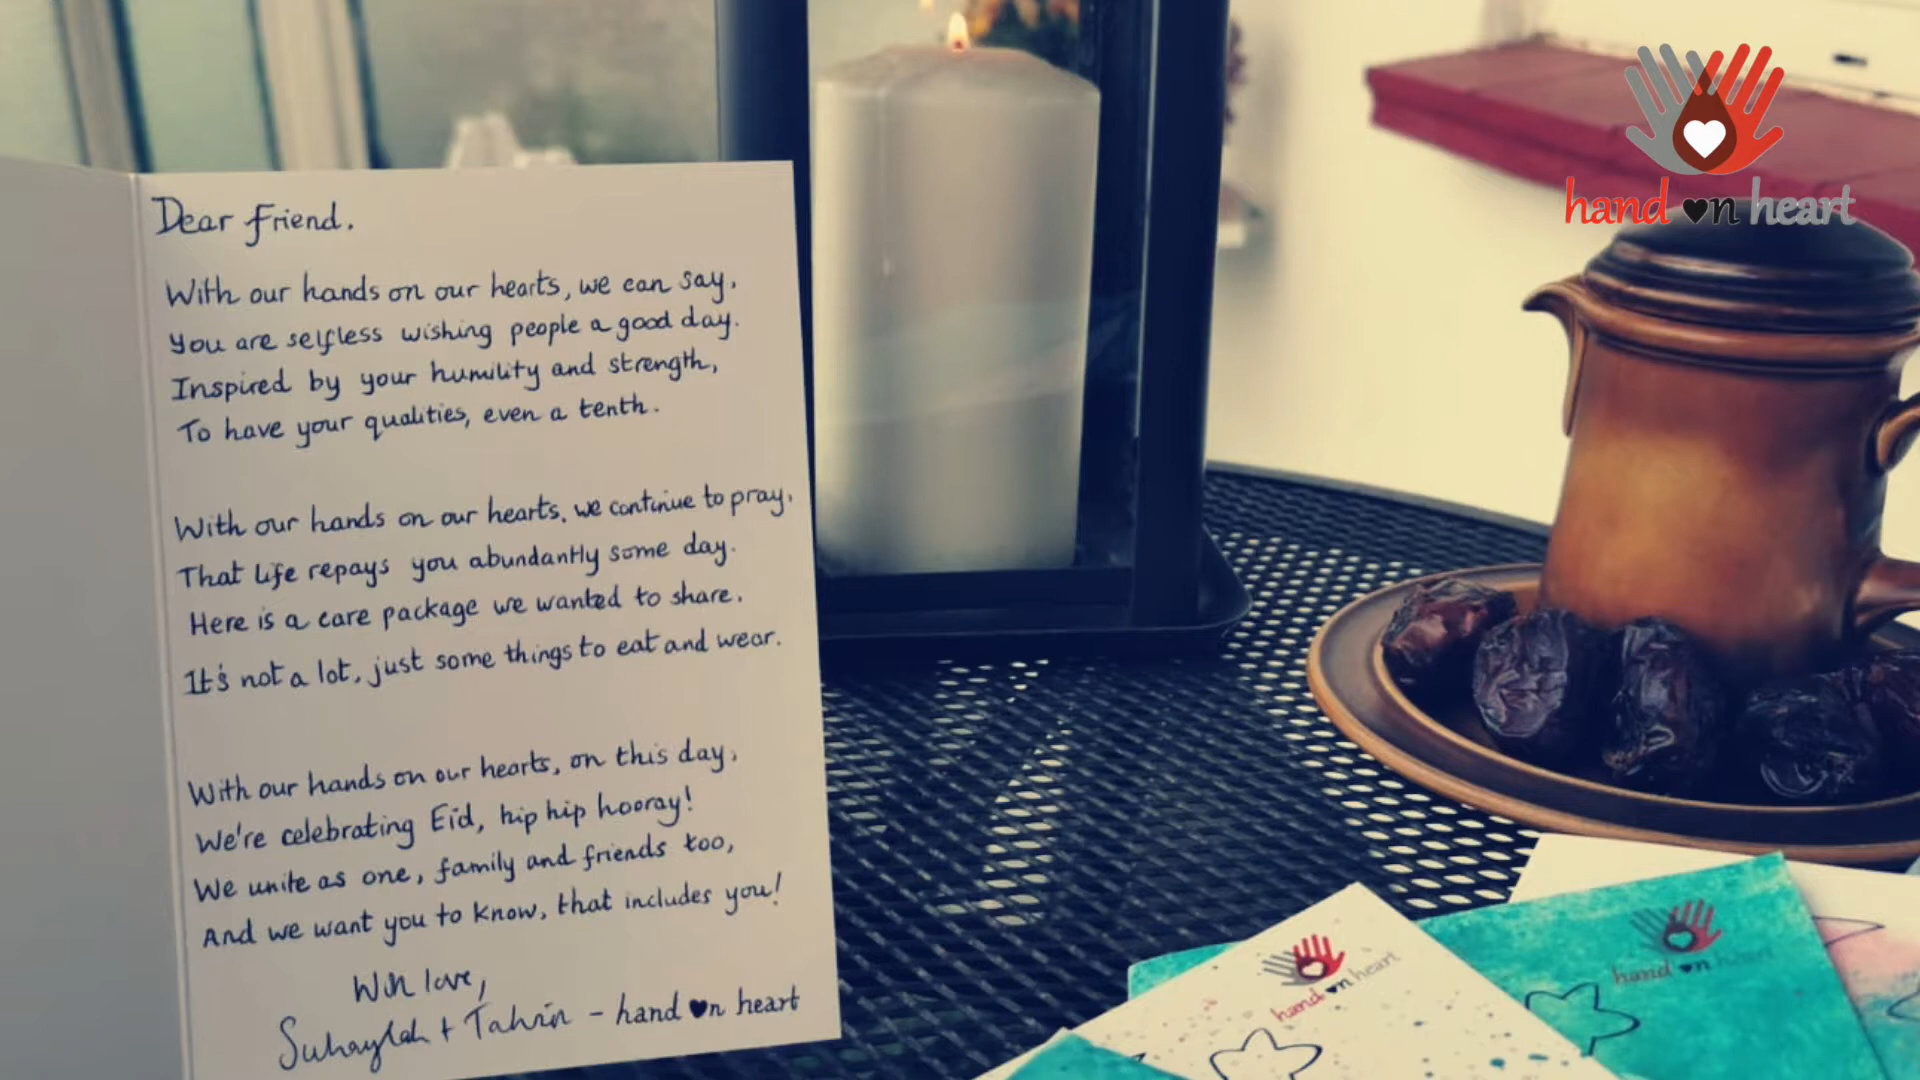 Dear friend,
With our hands on our hearts, we can say,
You are selfless wishing people a good day.
Inspired by your humility and strength,
To have your qualities, even a tenth.
With our hands on our hearts, we continue to pray,
That life repays you abundantly some day.
Here is a care package we wanted to share,
It's not a lot, just some things to eat and wear.
With our hands on our hearts, on this day,
We're celebrating Eid, hip hip hooray!
We unite as one, family and friends too,
And we want you to know, that includes you!
With love,
Suhaylah + Tahrin - hand ♥n heart
hand ♥n heart
hand ♥n heart
hand ♥n heart